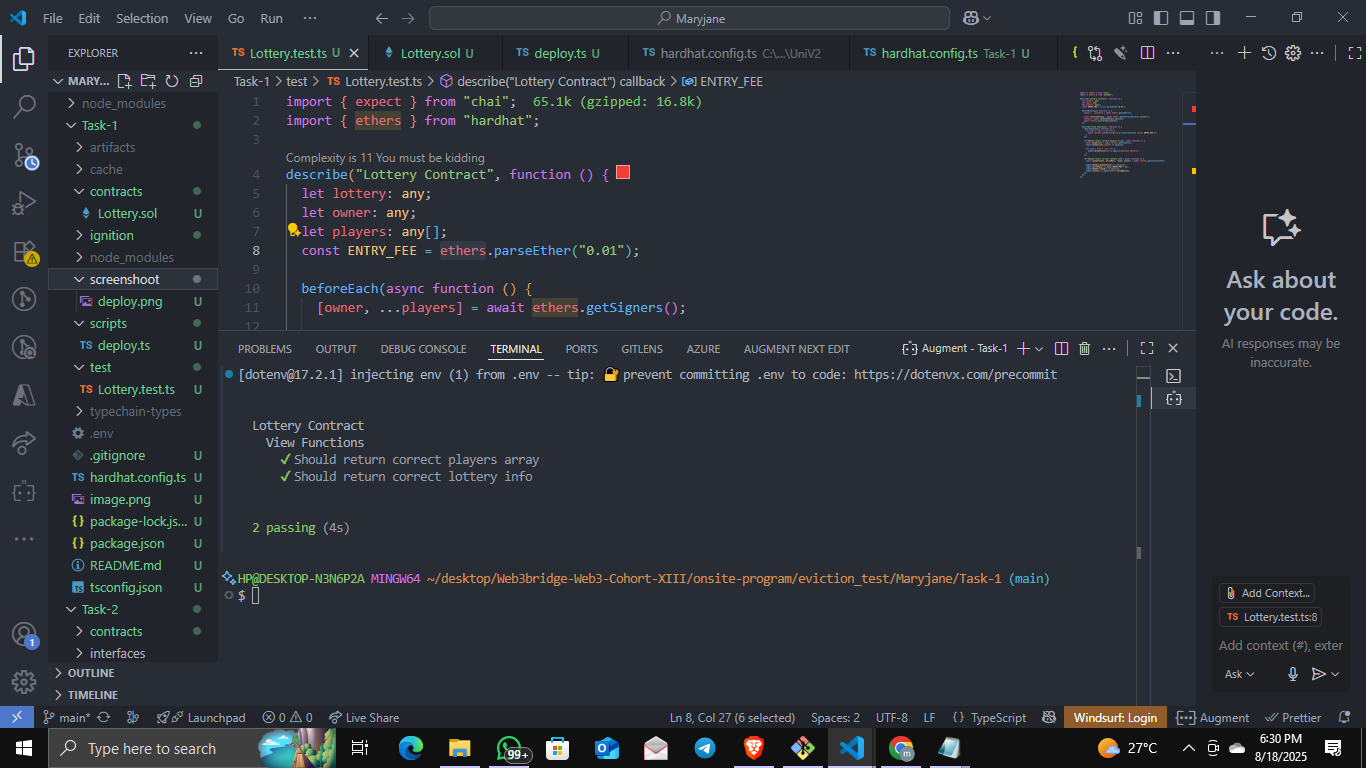 File Edit Selection View Go Run ··· Maryjane
EXPLORER ···
MARY...
node_modules
Task-1
artifacts
cache
contracts
Lottery.sol U
ignition
node_modules
screenshoot
deploy.png U
scripts
TS deploy.ts U
test
TS Lottery.test.ts U
typechain-types
.env
.gitignore U
TS hardhat.config.ts U
image.png U
{} package-lock.js... U
{} package.json U
README.md U
TS tsconfig.json U
Task-2
contracts
interfaces
OUTLINE
TIMELINE
TS Lottery.test.ts U Lottery.sol U TS deploy.ts U TS hardhat.config.ts C:\...\UniV2 TS hardhat.config.ts Task-1 U
Task-1 > test > TS Lottery.test.ts > describe("Lottery Contract") callback > ENTRY_FEE
1 import { expect } from "chai"; 65.1k (gzipped: 16.8k)
2 import { ethers } from "hardhat";
3
Complexity is 11 You must be kidding
4 describe("Lottery Contract", function () {
5 let lottery: any;
6 let owner: any;
7 let players: any[];
8 const ENTRY_FEE = ethers.parseEther("0.01");
9
10 beforeEach(async function () {
11 [owner, ...players] = await ethers.getSigners();
12
PROBLEMS OUTPUT DEBUG CONSOLE TERMINAL PORTS GITLENS AZURE AUGMENT NEXT EDIT Augment - Task-1
[dotenv@17.2.1] injecting env (1) from .env -- tip: 🔐 prevent committing .env to code: https://dotenvx.com/precommit
Lottery Contract
View Functions
✔ Should return correct players array
✔ Should return correct lottery info
2 passing (4s)
HP@DESKTOP-N3N6P2A MINGW64 ~/desktop/Web3bridge-Web3-Cohort-XIII/onsite-program/eviction_test/Maryjane/Task-1 (main)
$
Ask about
your code.
AI responses may be
inaccurate.
Add Context...
TS Lottery.test.ts:8
Add context (#), exter
Ask
1
main* Launchpad 0 0 Live Share Ln 8, Col 27 (6 selected) Spaces: 2 UTF-8 LF {} TypeScript Windsurf: Login Augment Prettier
Type here to search 99+ m 27°C 6:30 PM
8/18/2025